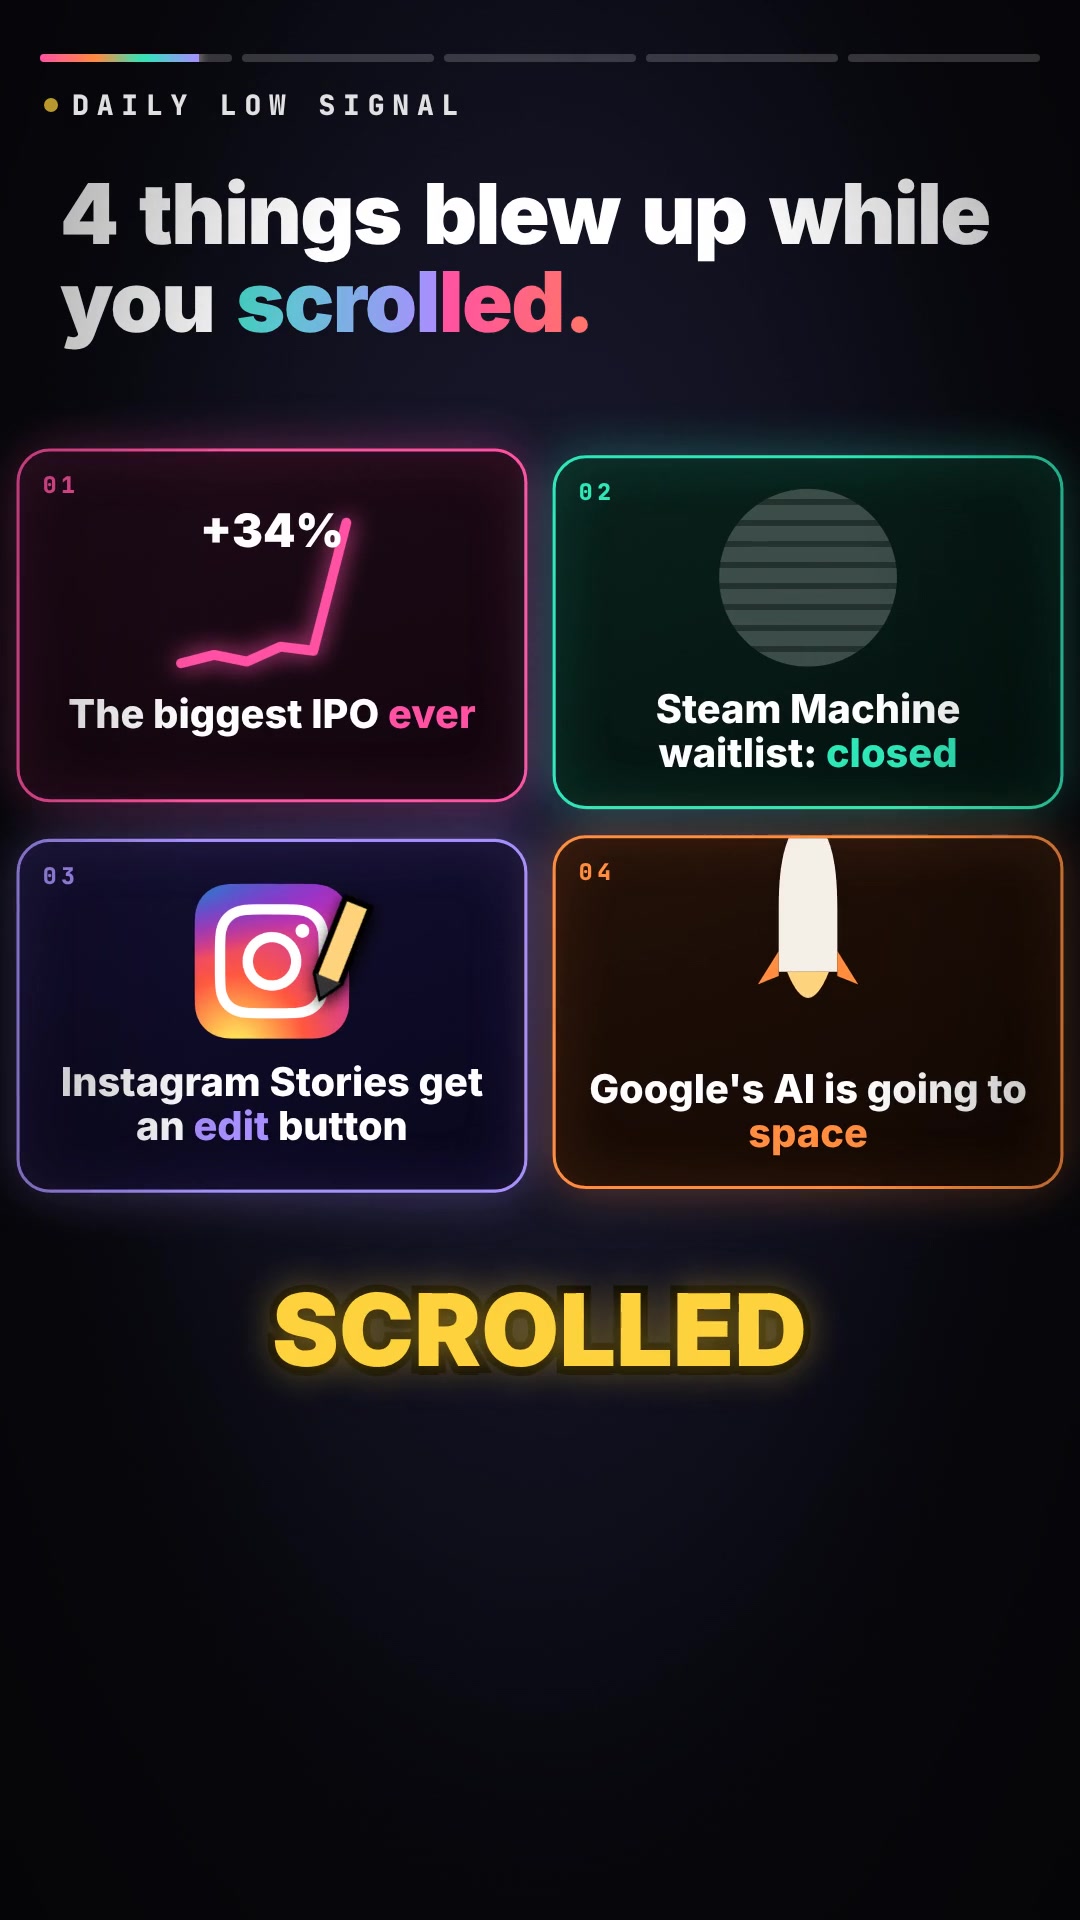 DAILY LOW SIGNAL
4 things blew up while
you scrolled.
01
+34%
The biggest IPO ever
02
Steam Machine
waitlist: closed
03
Instagram Stories get
an edit button
04
Google's AI is going to
space
SCROLLED